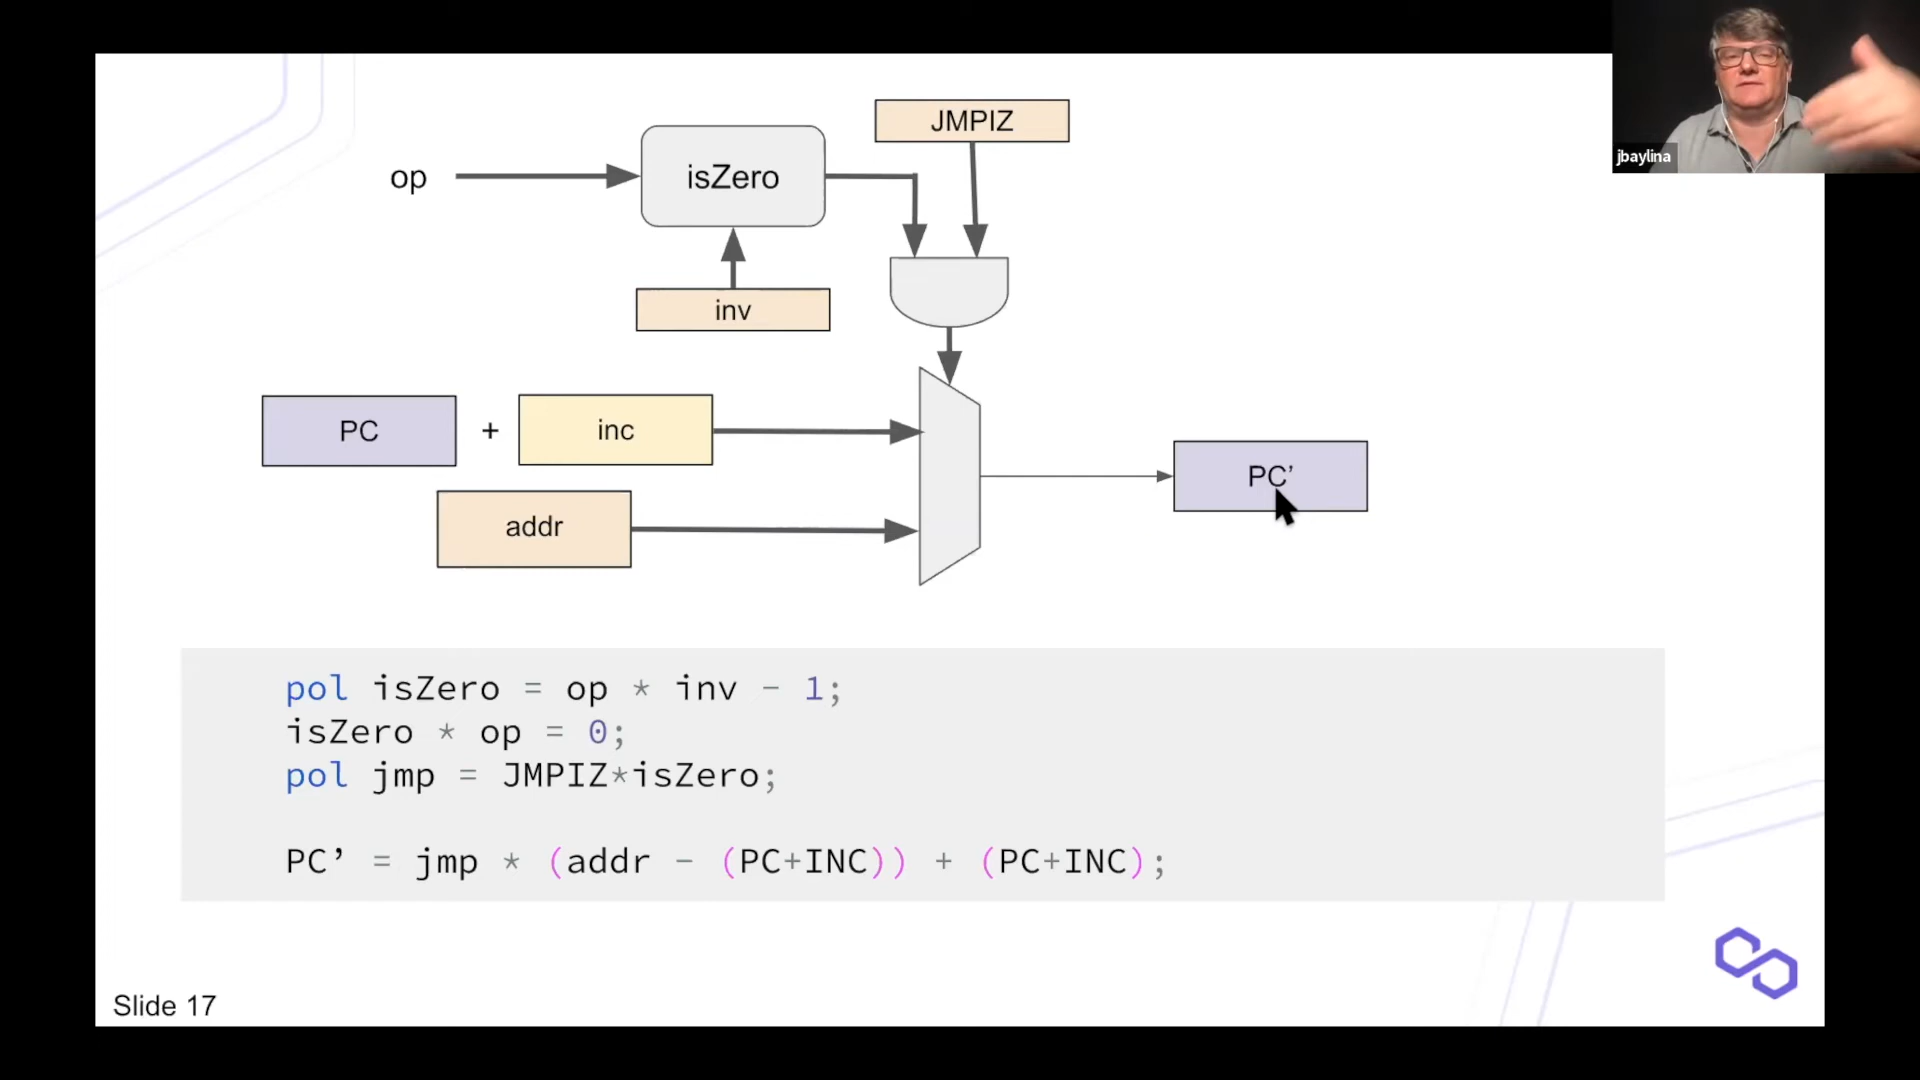 JMPIZ
jbaylina
op
isZero
inv
PC + inc
addr
PC’
pol isZero = op * inv - 1;
isZero * op = 0;
pol jmp = JMPIZ*isZero;
PC’ = jmp * (addr - (PC+INC)) + (PC+INC);
Slide 17